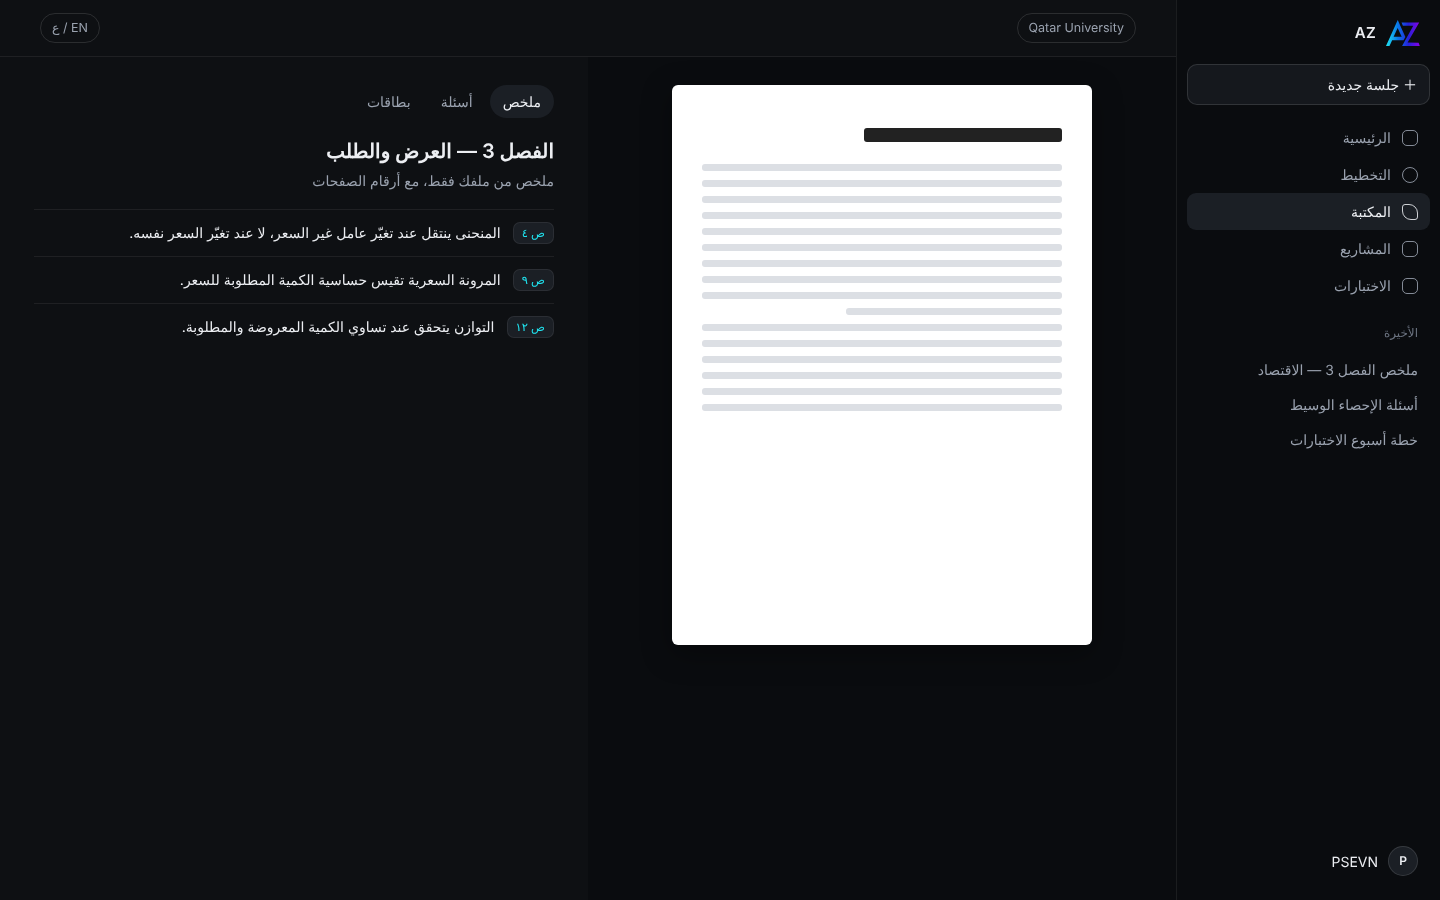 AZ
+ جلسة جديدة
الرئيسية
التخطيط
المكتبة
المشاريع
الاختبارات
الأخيرة
ملخص الفصل 3 — الاقتصاد
أسئلة الإحصاء الوسيط
خطة أسبوع الاختبارات
PSEVN
P
Qatar University
ع / EN
ملخص
أسئلة
بطاقات
الفصل 3 — العرض والطلب
ملخص من ملفك فقط، مع أرقام الصفحات
ص ٤ المنحنى ينتقل عند تغيّر عامل غير السعر، لا عند تغيّر السعر نفسه.
ص ٩ المرونة السعرية تقيس حساسية الكمية المطلوبة للسعر.
ص ١٢ التوازن يتحقق عند تساوي الكمية المعروضة والمطلوبة.